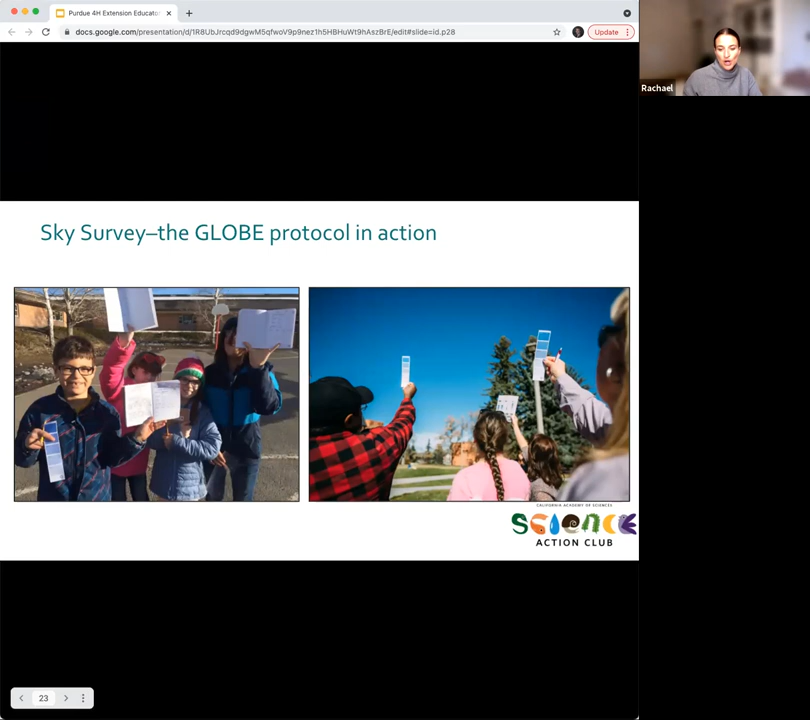 Purdue 4H Extension Educator
docs.google.com/presentation/d/1R8UbJrcqd9dgwM5qfwoV9p9nez1h5HBHuWt9hAszBrE/edit#slide=id.p28
Update
Rachael
Sky Survey–the GLOBE protocol in action
CALIFORNIA ACADEMY OF SCIENCES
SCIENCE
ACTION CLUB
23